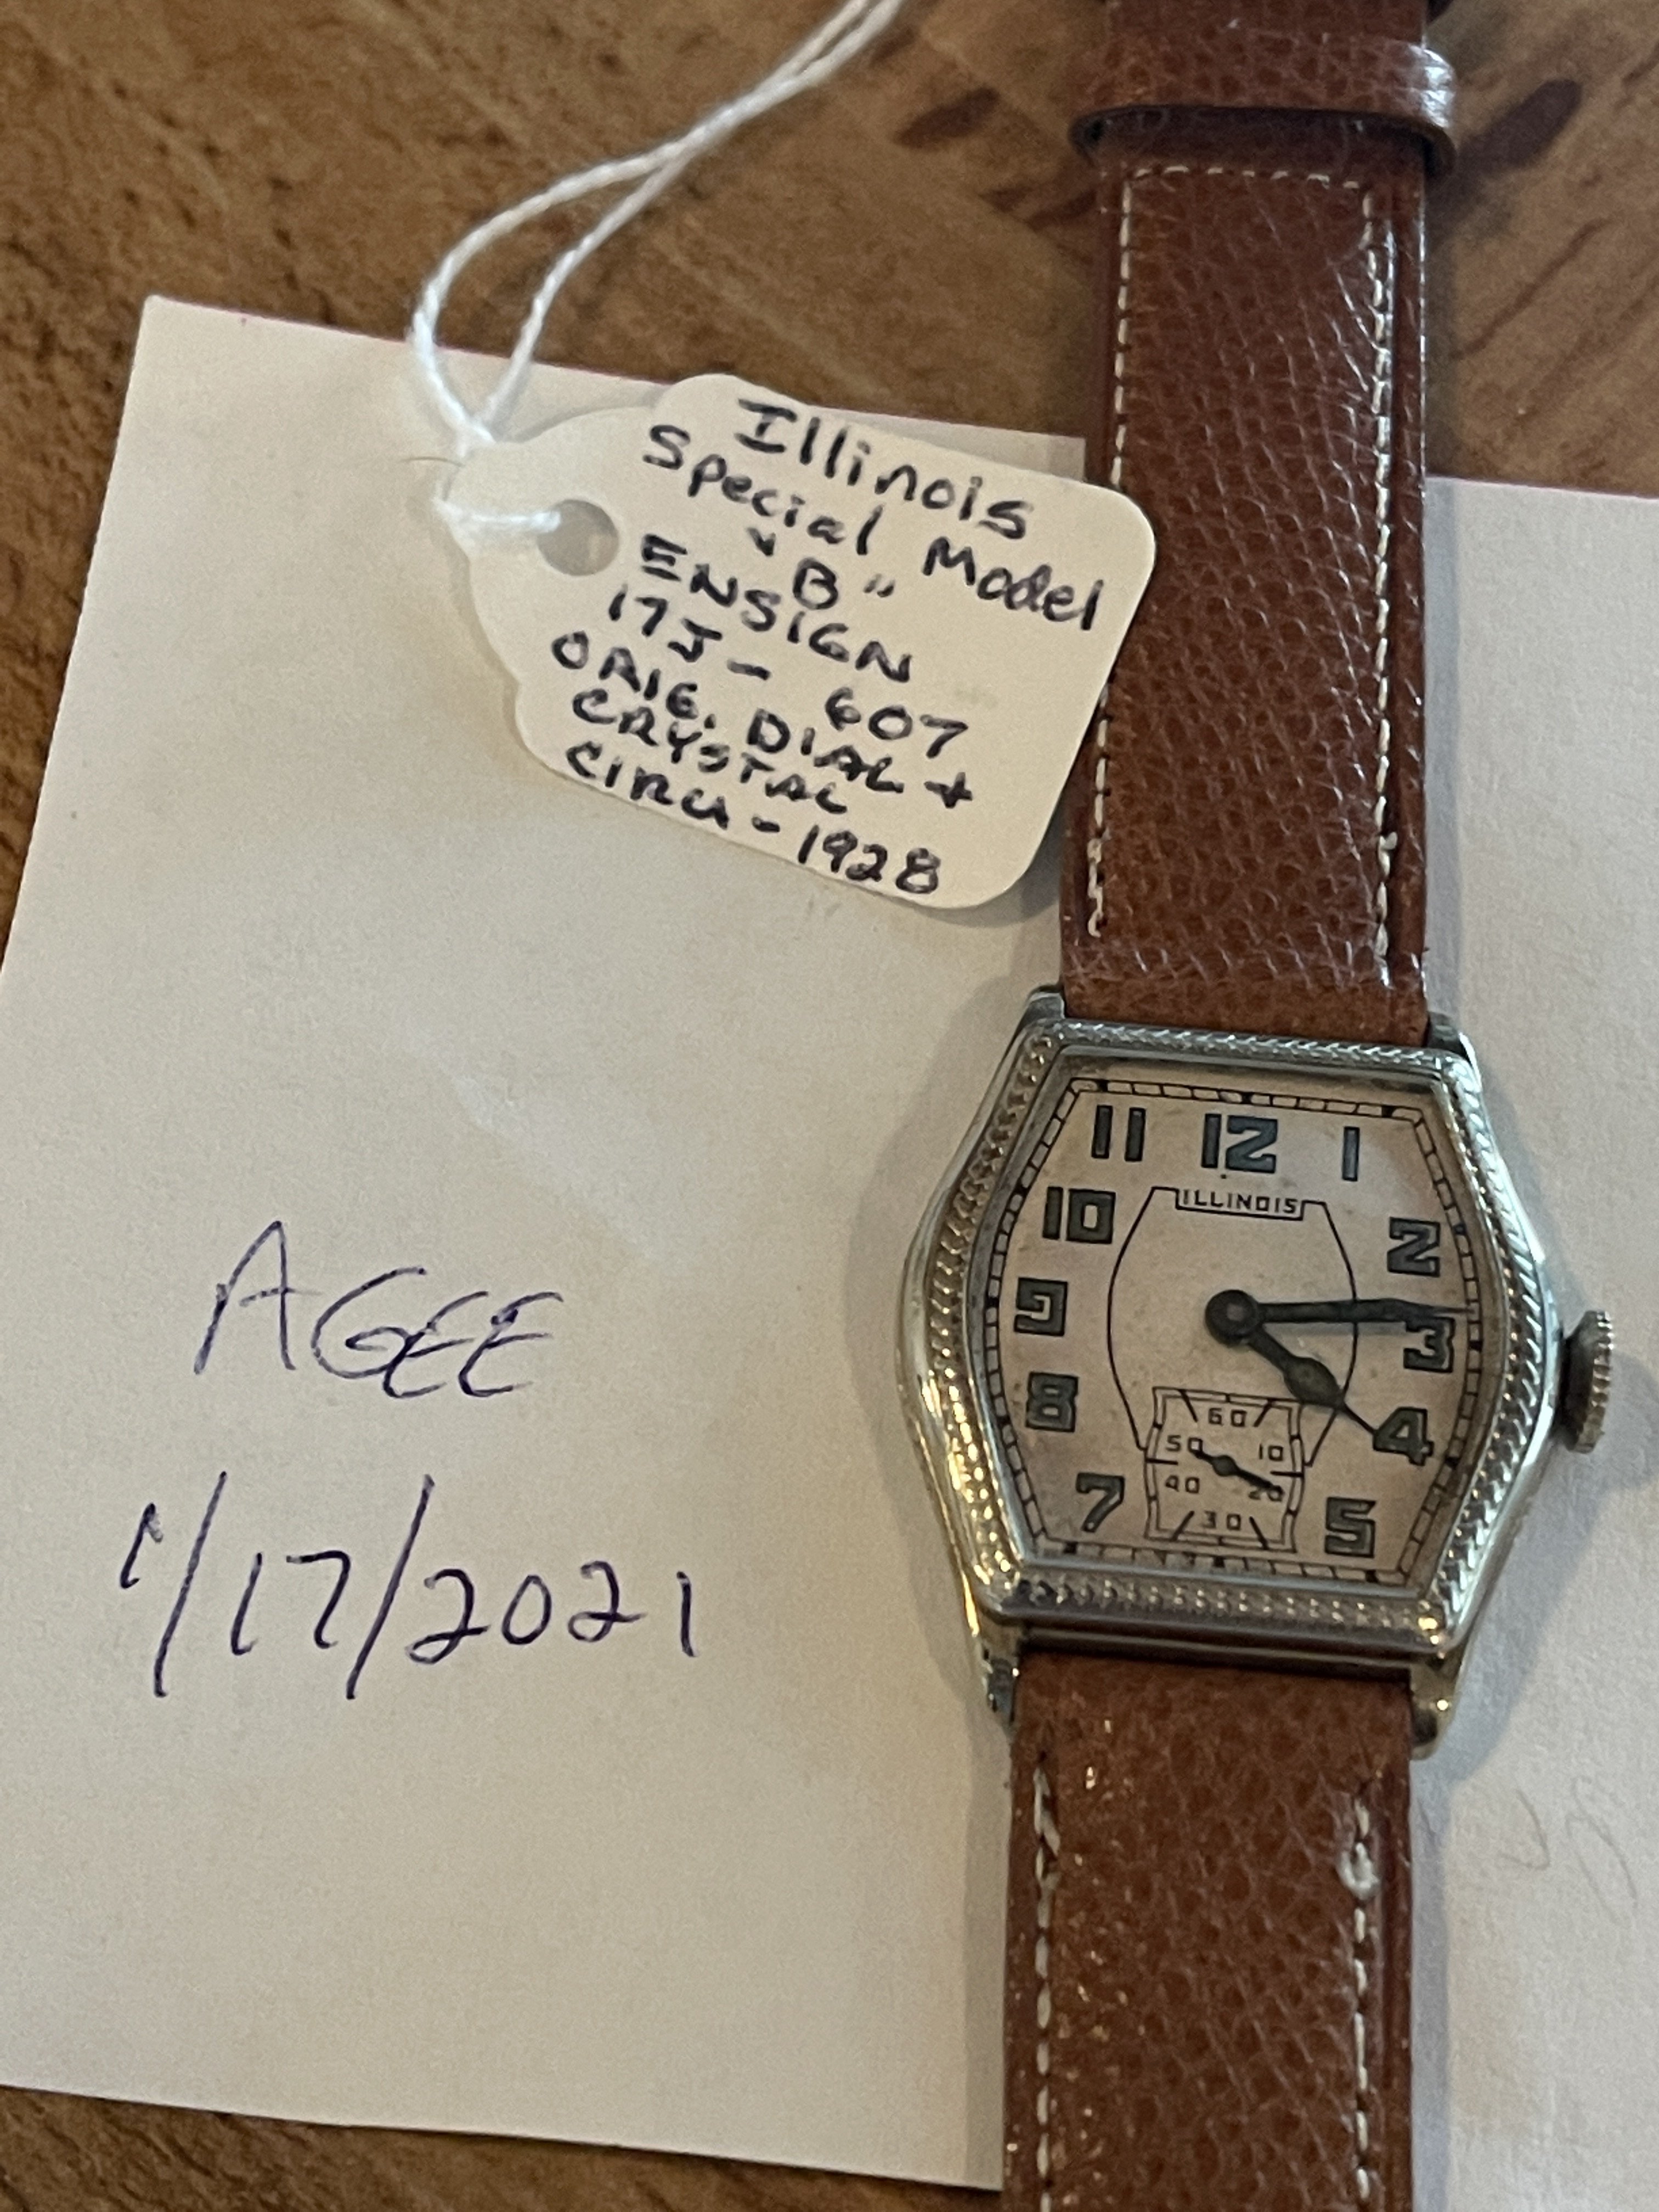 Illinois
Special Model
"B"
ENSIGN
17J - 607
ORIG. DIAL +
CRYSTAL
CIRCA - 1928
AGEE
1/17/2021
11 12 1
10 2
ILLINOIS
9 3
8 4
7 5
60
50 10
40 20
30